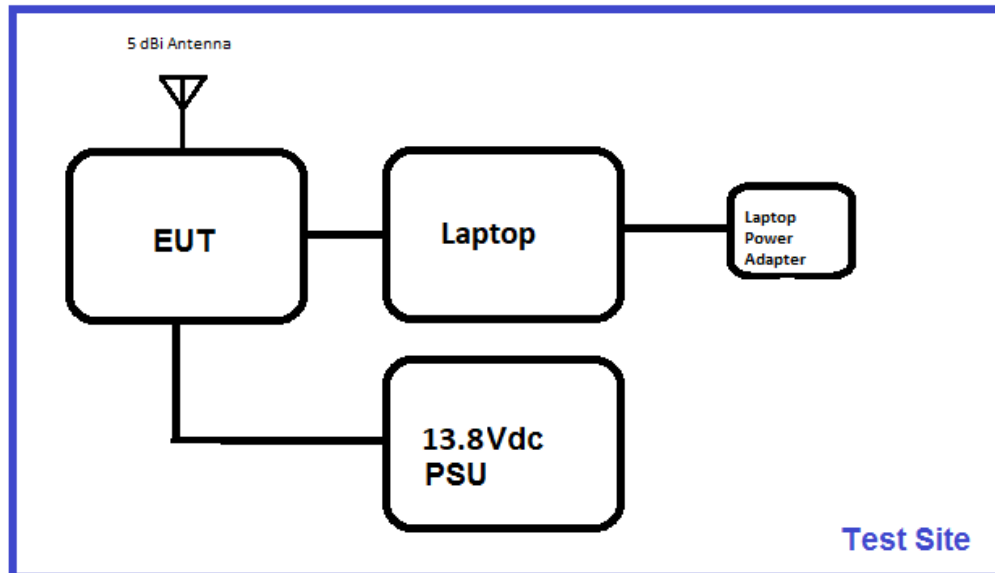 5 dBi Antenna
EUT
Laptop
Laptop
Power
Adapter
13.8Vdc
PSU
Test Site